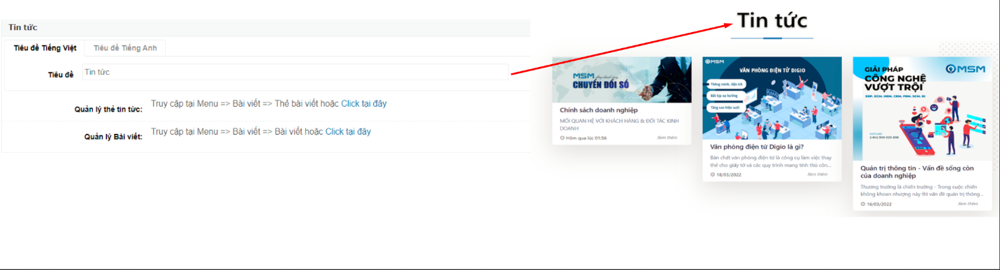 Tin tức
Tiêu đề Tiếng Việt
Tiêu đề Tiếng Anh
Tiêu đề
Tin tức
Quản lý thẻ tin tức:
Truy cập tại Menu => Bài viết => Thẻ bài viết hoặc Click tại đây
Quản lý Bài viết:
Truy cập tại Menu => Bài viết => Bài viết hoặc Click tại đây
Tin tức
MSM
CHUYỂN ĐỔI SỐ
Chính sách doanh nghiệp
MỐI QUAN HỆ VỚI KHÁCH HÀNG & ĐỐI TÁC KINH
DOANH
Hôm qua lúc 01:56
Xem thêm
MSM
VĂN PHÒNG ĐIỆN TỬ DIGIO
Thông minh, tiện ích
Bắt kịp xu hướng
Tăng cao hiệu suất
Văn phòng điện tử Digio là gì?
Bản chất văn phòng điện tử là công cụ làm việc thay
thế cho giấy tờ và các quy trình mang tính thủ côn...
18/03/2022
Xem thêm
MSM
GIẢI PHÁP
CÔNG NGHỆ
VƯỢT TRỘI
ERP, ECM, HRM, CRM, FRM, SCM, BI
HOTLINE
(+84) 909-025-858
Quản trị thông tin - Vấn đề sống còn
của doanh nghiệp
Thương trường là chiến trường - Trong cuộc chiến
không khoan nhượng này thì vấn đề quản trị thông...
16/03/2022
Xem thêm